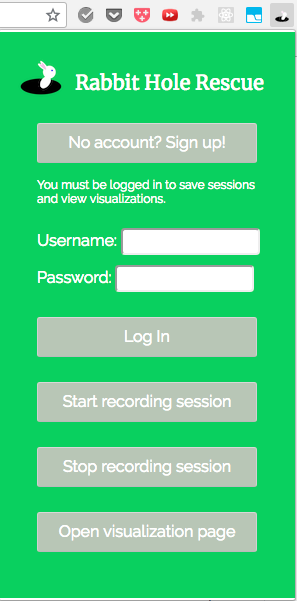 Rabbit Hole Rescue
No account? Sign up!
You must be logged in to save sessions
and view visualizations.
Username:
Password:
Log In
Start recording session
Stop recording session
Open visualization page